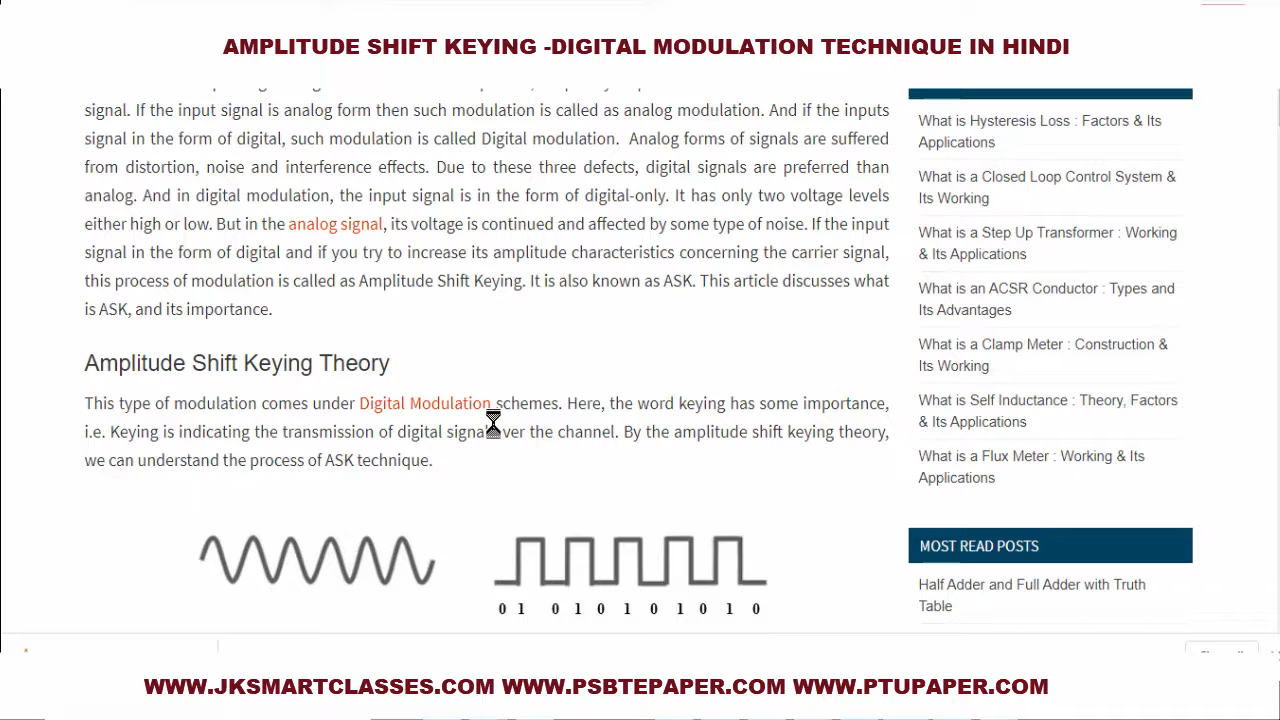 AMPLITUDE SHIFT KEYING -DIGITAL MODULATION TECHNIQUE IN HINDI
signal. If the input signal is analog form then such modulation is called as analog modulation. And if the inputs
signal in the form of digital, such modulation is called Digital modulation. Analog forms of signals are suffered
from distortion, noise and interference effects. Due to these three defects, digital signals are preferred than
analog. And in digital modulation, the input signal is in the form of digital-only. It has only two voltage levels
either high or low. But in the analog signal, its voltage is continued and affected by some type of noise. If the input
signal in the form of digital and if you try to increase its amplitude characteristics concerning the carrier signal,
this process of modulation is called as Amplitude Shift Keying. It is also known as ASK. This article discusses what
is ASK, and its importance.
Amplitude Shift Keying Theory
This type of modulation comes under Digital Modulation schemes. Here, the word keying has some importance,
i.e. Keying is indicating the transmission of digital signal over the channel. By the amplitude shift keying theory,
we can understand the process of ASK technique.
0 1 0 1 0 1 0 1 0 1 0
What is Hysteresis Loss : Factors & Its
Applications
What is a Closed Loop Control System &
Its Working
What is a Step Up Transformer : Working
& Its Applications
What is an ACSR Conductor : Types and
Its Advantages
What is a Clamp Meter : Construction &
Its Working
What is Self Inductance : Theory, Factors
& Its Applications
What is a Flux Meter : Working & Its
Applications
MOST READ POSTS
Half Adder and Full Adder with Truth
Table
WWW.JKSMARTCLASSES.COM WWW.PSBTEPAPER.COM WWW.PTUPAPER.COM